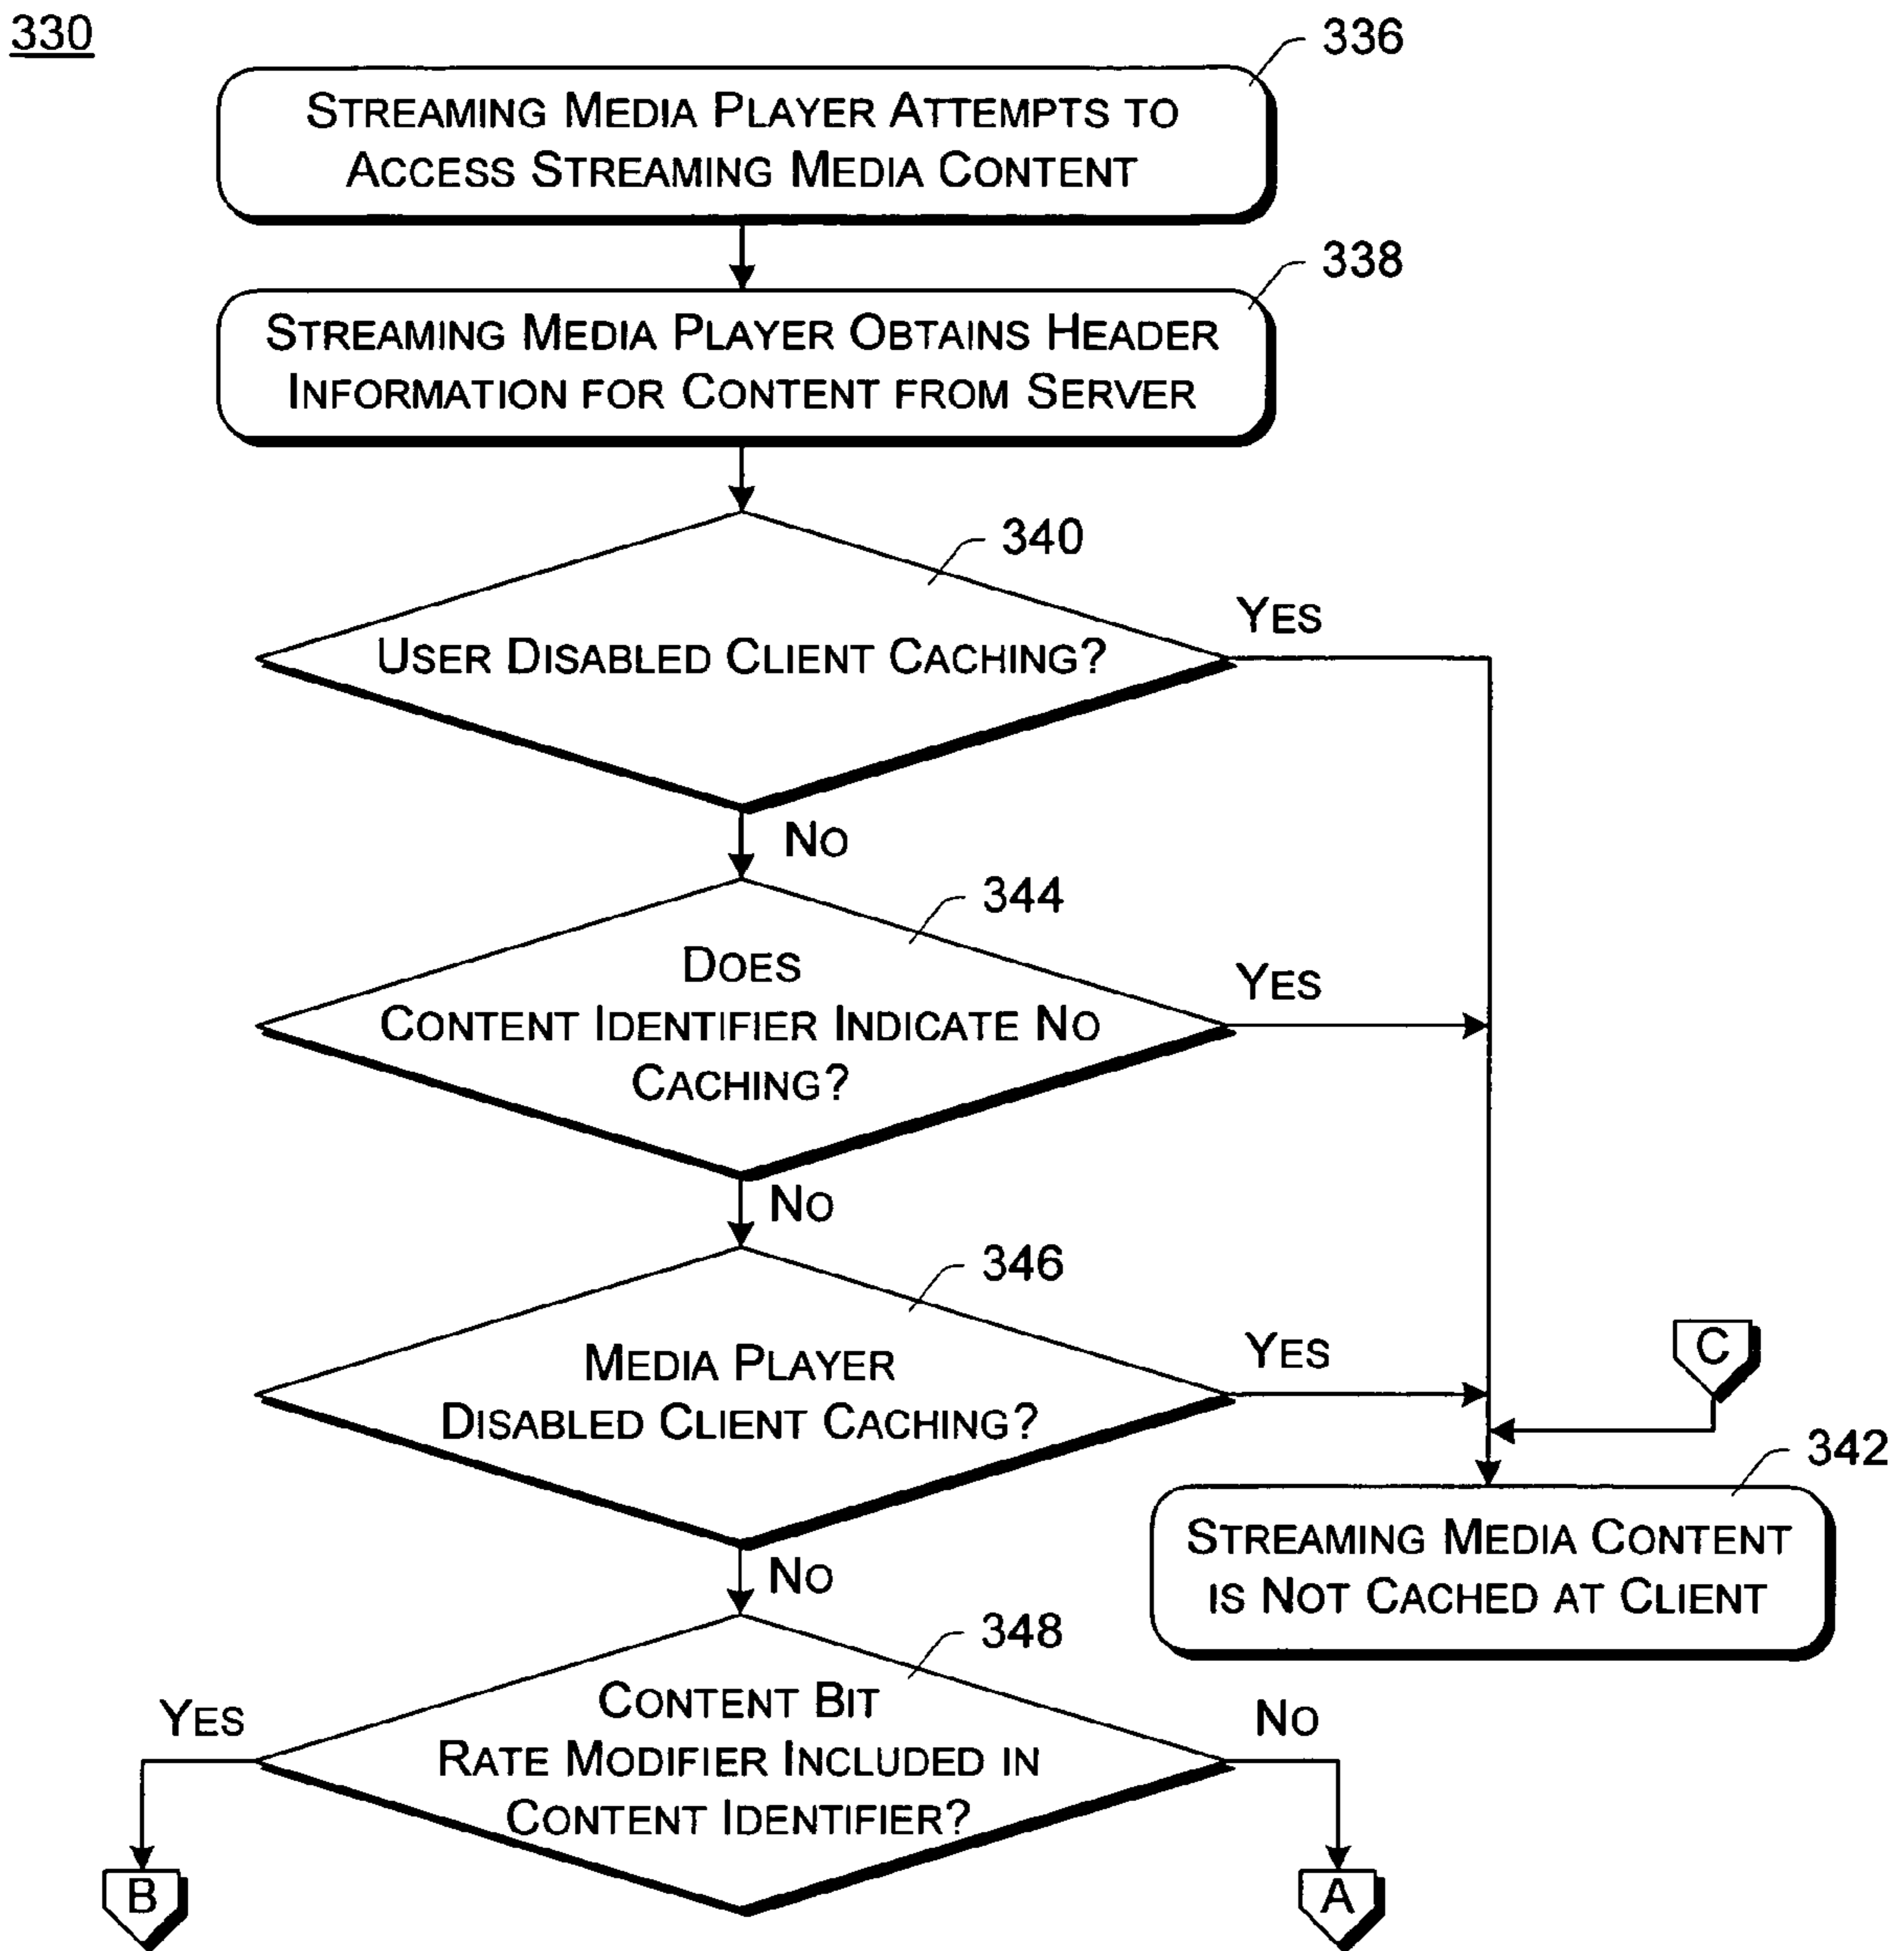 330
336
STREAMING MEDIA PLAYER ATTEMPTS TO
ACCESS STREAMING MEDIA CONTENT
338
STREAMING MEDIA PLAYER OBTAINS HEADER
INFORMATION FOR CONTENT FROM SERVER
340
USER DISABLED CLIENT CACHING?
YES
NO
344
DOES
CONTENT IDENTIFIER INDICATE NO
CACHING?
YES
NO
346
MEDIA PLAYER
DISABLED CLIENT CACHING?
YES
C
342
STREAMING MEDIA CONTENT
IS NOT CACHED AT CLIENT
NO
348
CONTENT BIT
RATE MODIFIER INCLUDED IN
CONTENT IDENTIFIER?
YES
NO
B
A